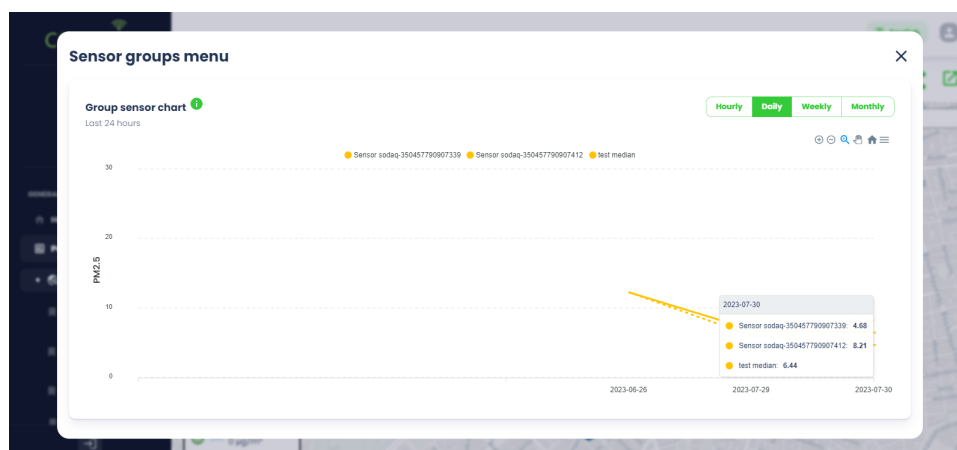 Sensor groups menu
Group sensor chart
Last 24 hours
Hourly Daily Weekly Monthly
Sensor sodaq-350457790907339 Sensor sodaq-350457790907412 test median
30
20
10
0
PM2.5
2023-07-30
Sensor sodaq-350457790907339: 4.68
Sensor sodaq-350457790907412: 8.21
test median: 6.44
2023-06-26 2023-07-29 2023-07-30